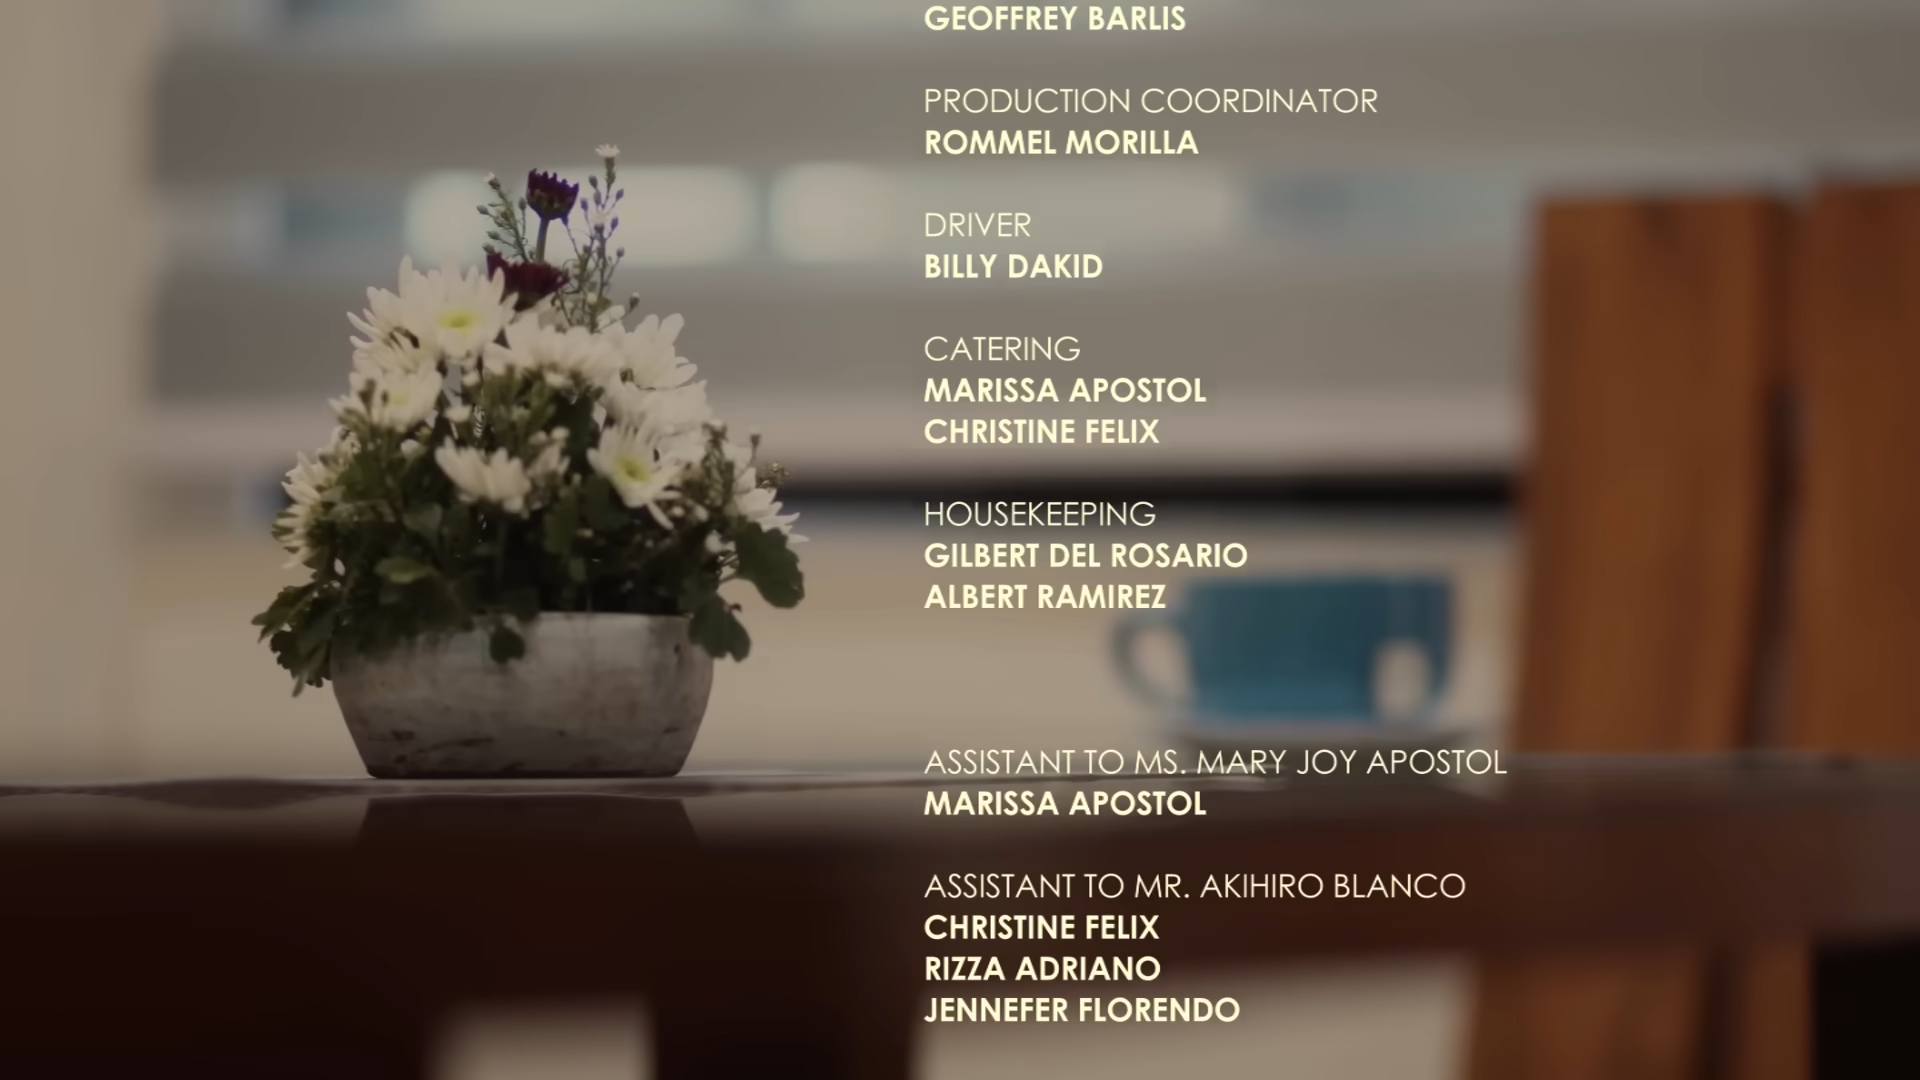 GEOFFREY BARLIS
PRODUCTION COORDINATOR
ROMMEL MORILLA
DRIVER
BILLY DAKID
CATERING
MARISSA APOSTOL
CHRISTINE FELIX
HOUSEKEEPING
GILBERT DEL ROSARIO
ALBERT RAMIREZ
ASSISTANT TO MS. MARY JOY APOSTOL
MARISSA APOSTOL
ASSISTANT TO MR. AKIHIRO BLANCO
CHRISTINE FELIX
RIZZA ADRIANO
JENNEFER FLORENDO